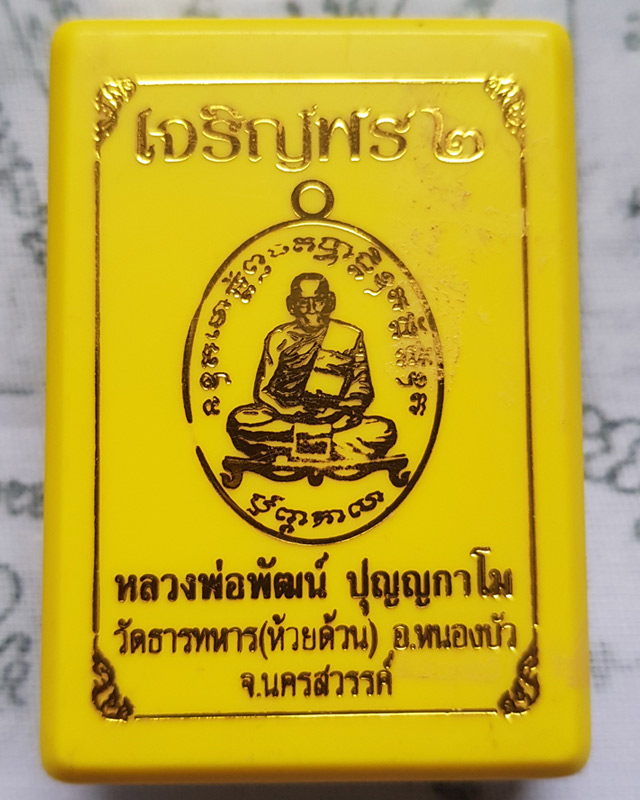 เจริญพร ๒
หลวงพ่อพัฒน์ ปุญญกาโม
วัดธารทหาร(ห้วยด้วน) อ.หนองบัว
จ.นครสวรรค์